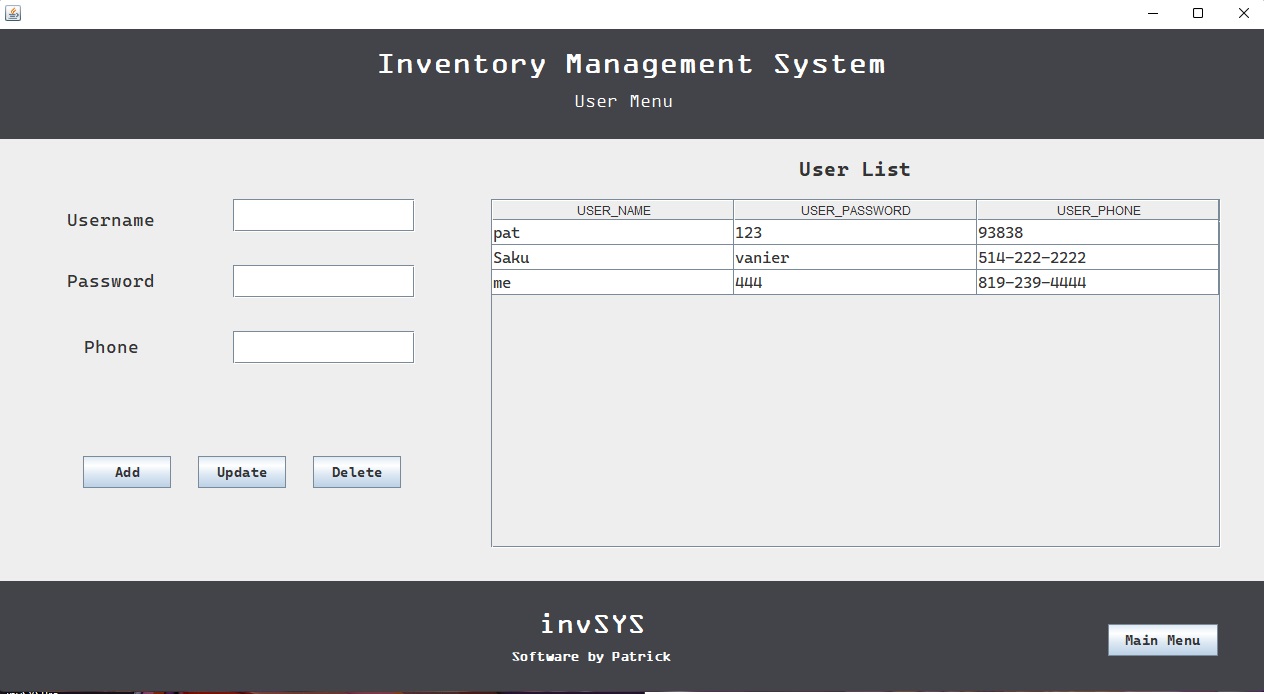 Inventory Management System
User Menu
User List
Username
Password
Phone
USER_NAME USER_PASSWORD USER_PHONE
pat 123 93838
Saku vanier 514-222-2222
me 444 819-239-4444
Add Update Delete
invSYS
Software by Patrick
Main Menu